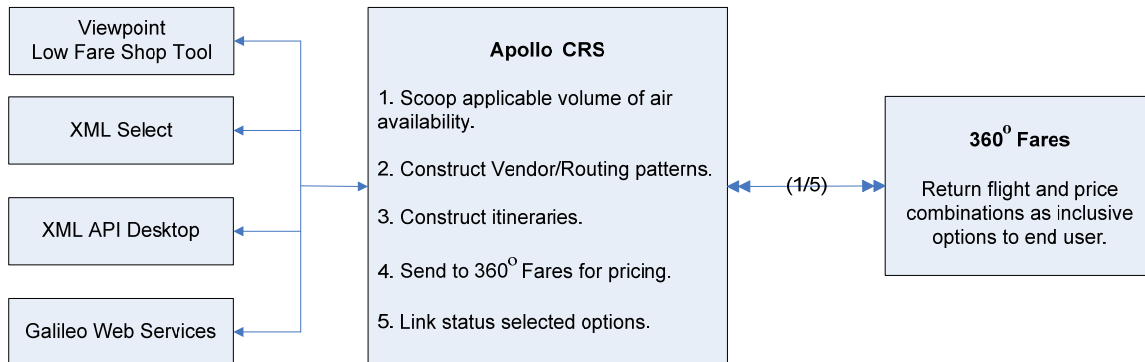 Viewpoint
Low Fare Shop Tool
XML Select
XML API Desktop
Galileo Web Services
Apollo CRS
1. Scoop applicable volume of air
availability.
2. Construct Vendor/Routing patterns.
3. Construct itineraries.
4. Send to 360° Fares for pricing.
5. Link status selected options.
(1/5)
360° Fares
Return flight and price
combinations as inclusive
options to end user.